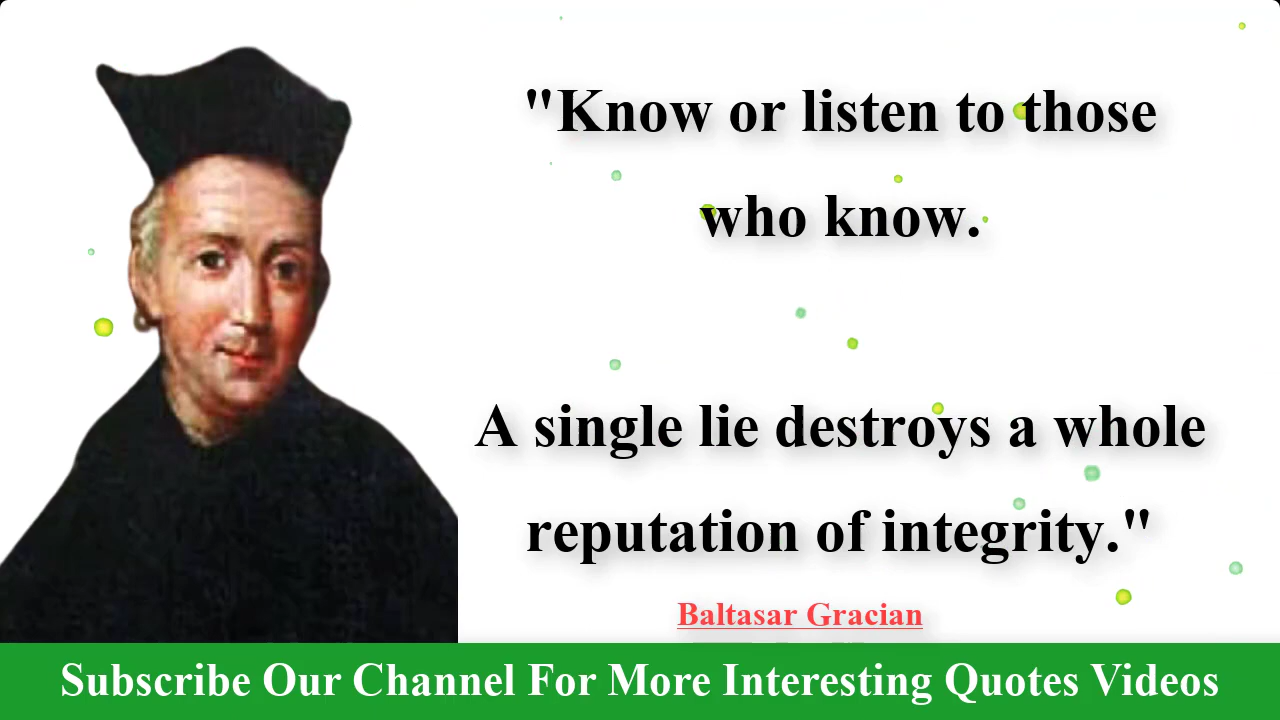 "Know or listen to those
who know.
A single lie destroys a whole
reputation of integrity."
Baltasar Gracian
Subscribe Our Channel For More Interesting Quotes Videos